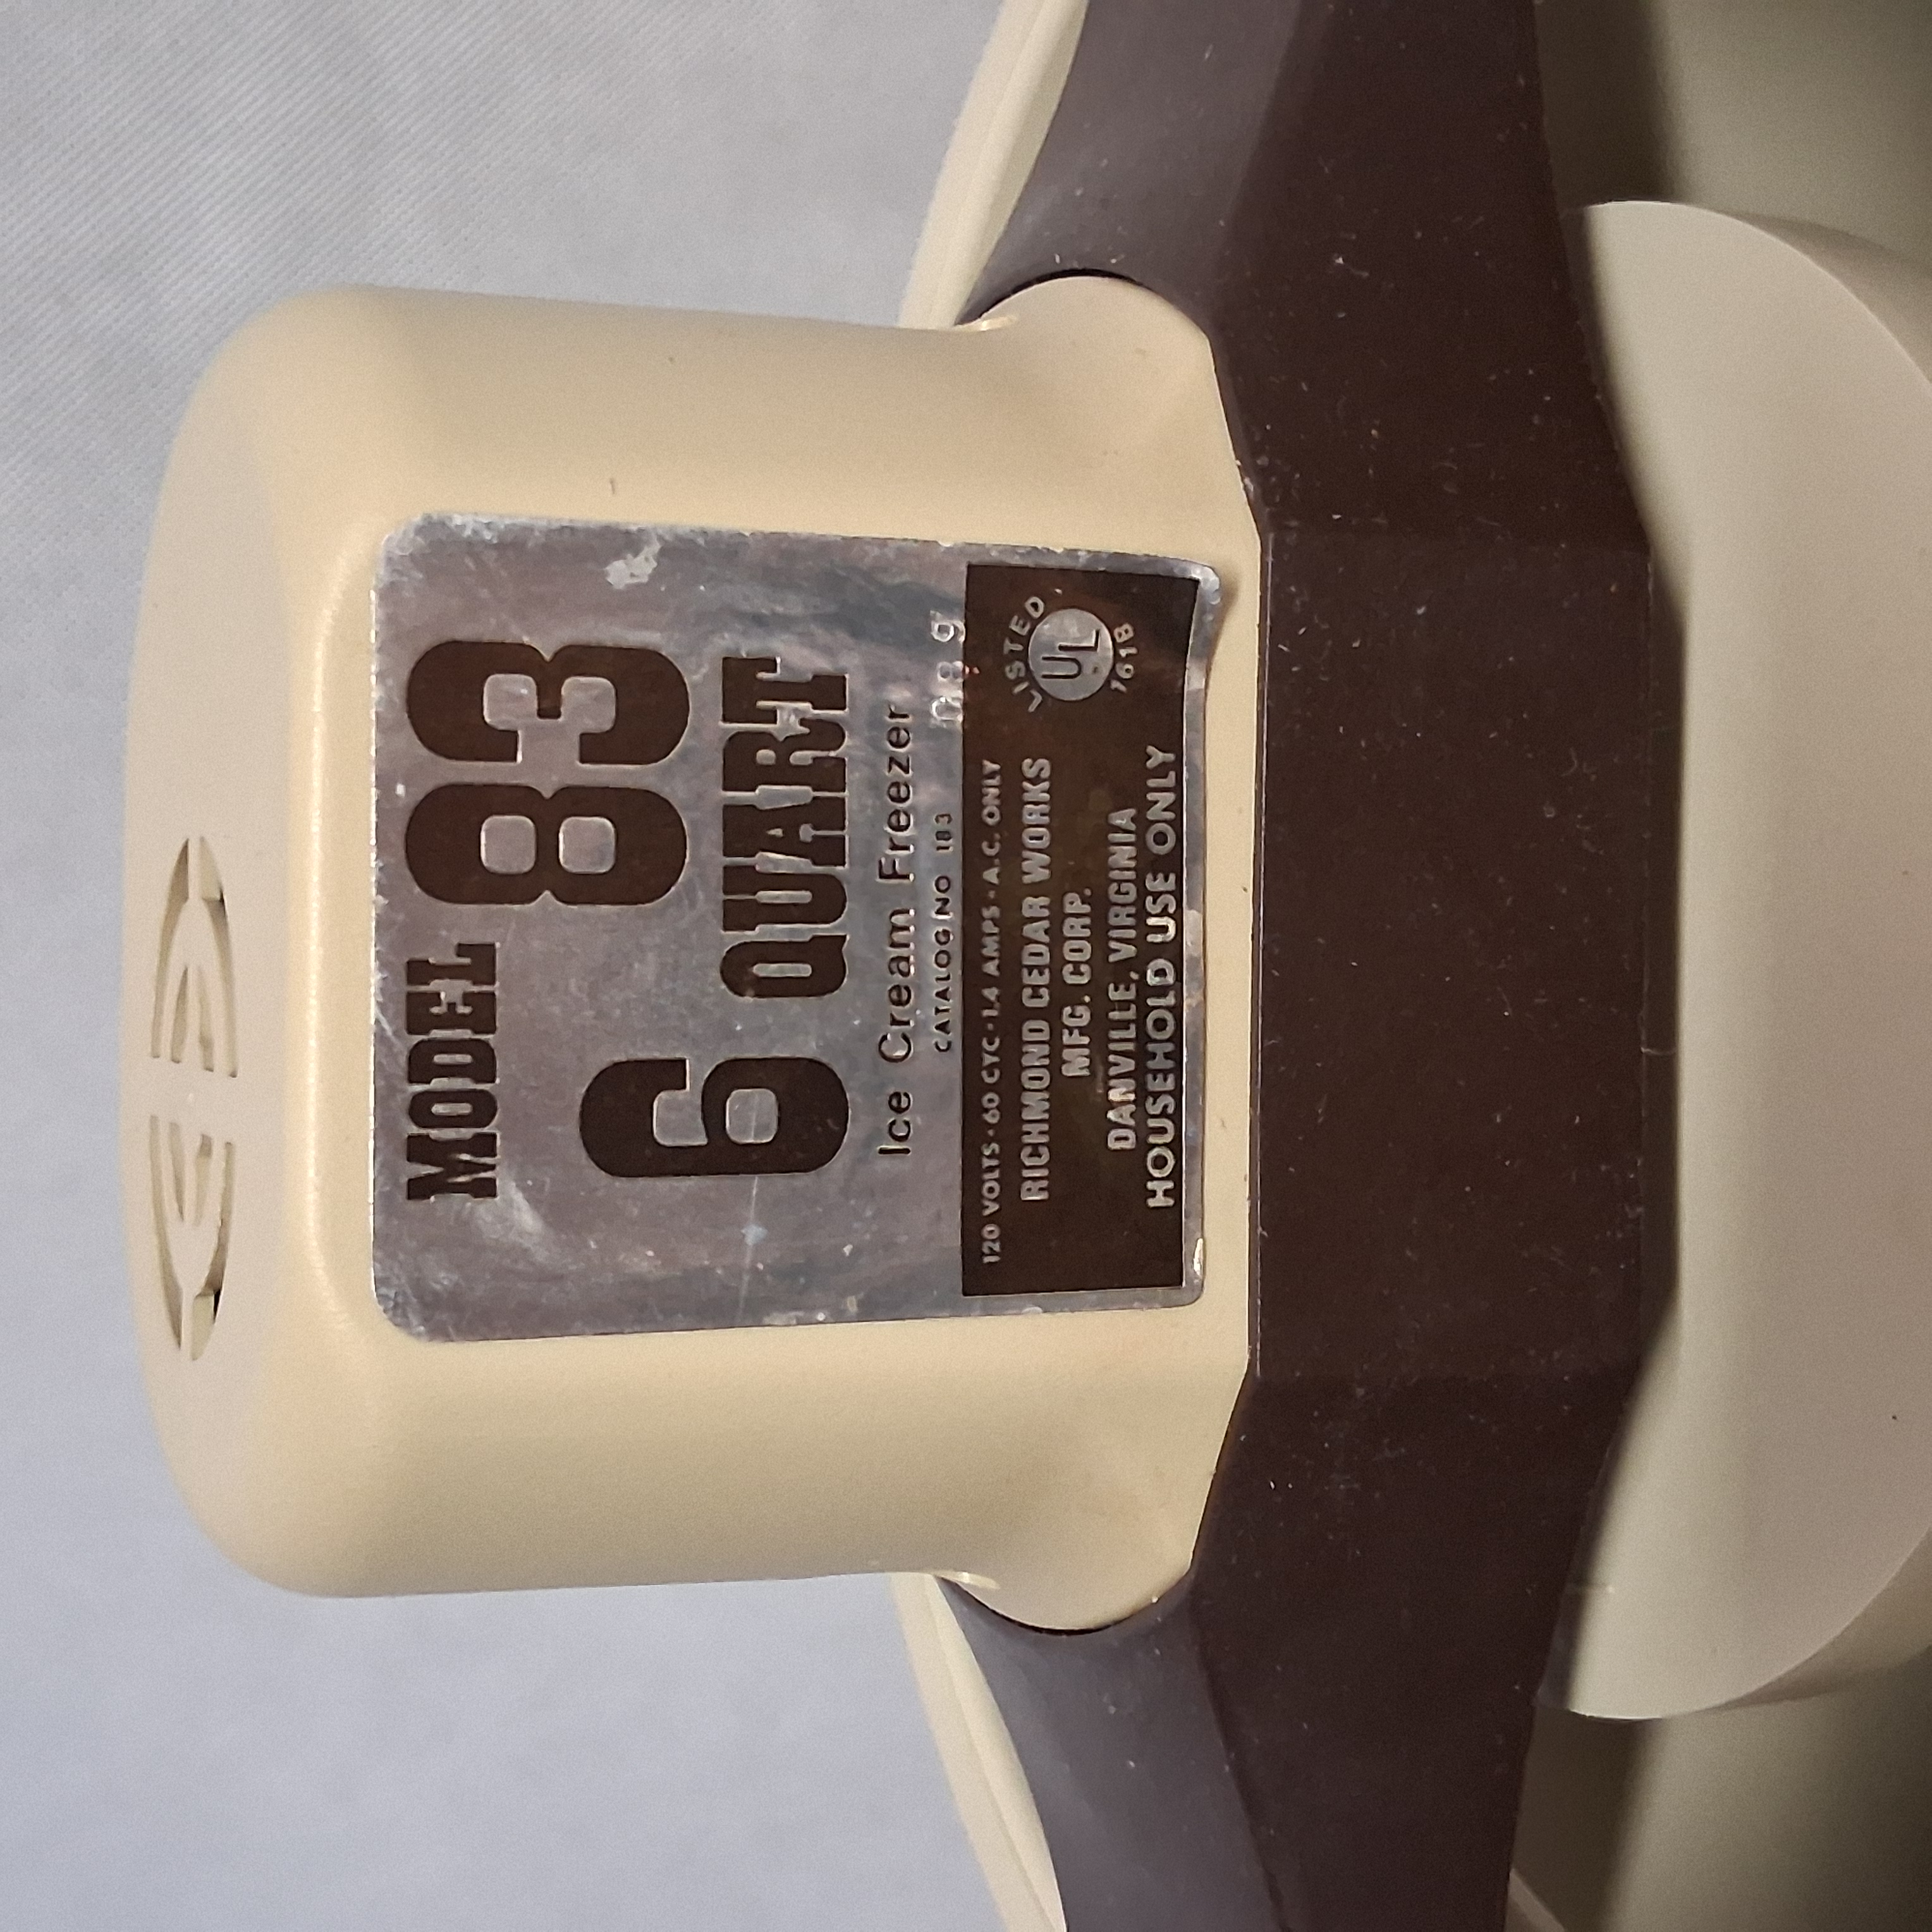 MODEL 83
6 QUART
Ice Cream Freezer
CATALOG NO 183
120 VOLTS-60 CYC-1.4 AMPS-A.C. ONLY
RICHMOND CEDAR WORKS
MFG. CORP.
DANVILLE, VIRGINIA
HOUSEHOLD USE ONLY
LISTED
UL
761B